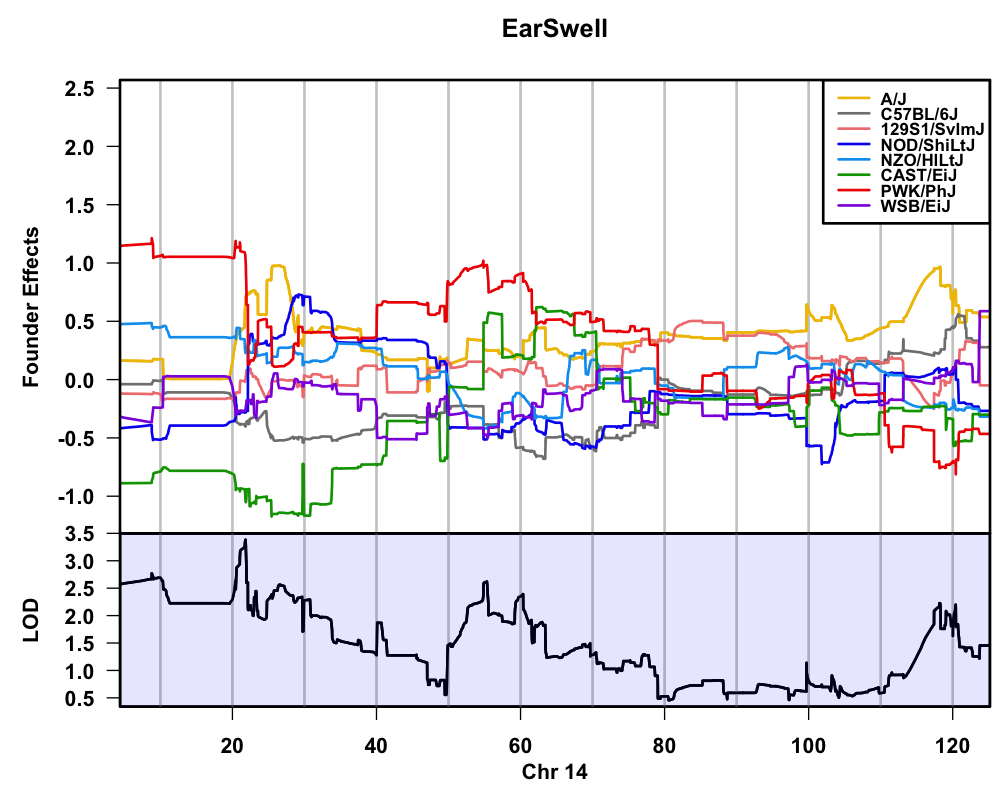 EarSwell
2.5
2.0
1.5
1.0
0.5
0.0
-0.5
-1.0
Founder Effects
A/J
C57BL/6J
129S1/SvImJ
NOD/ShiLtJ
NZO/HlLtJ
CAST/EiJ
PWK/PhJ
WSB/EiJ
3.5
3.0
2.5
2.0
1.5
1.0
0.5
LOD
20 40 60 80 100 120
Chr 14